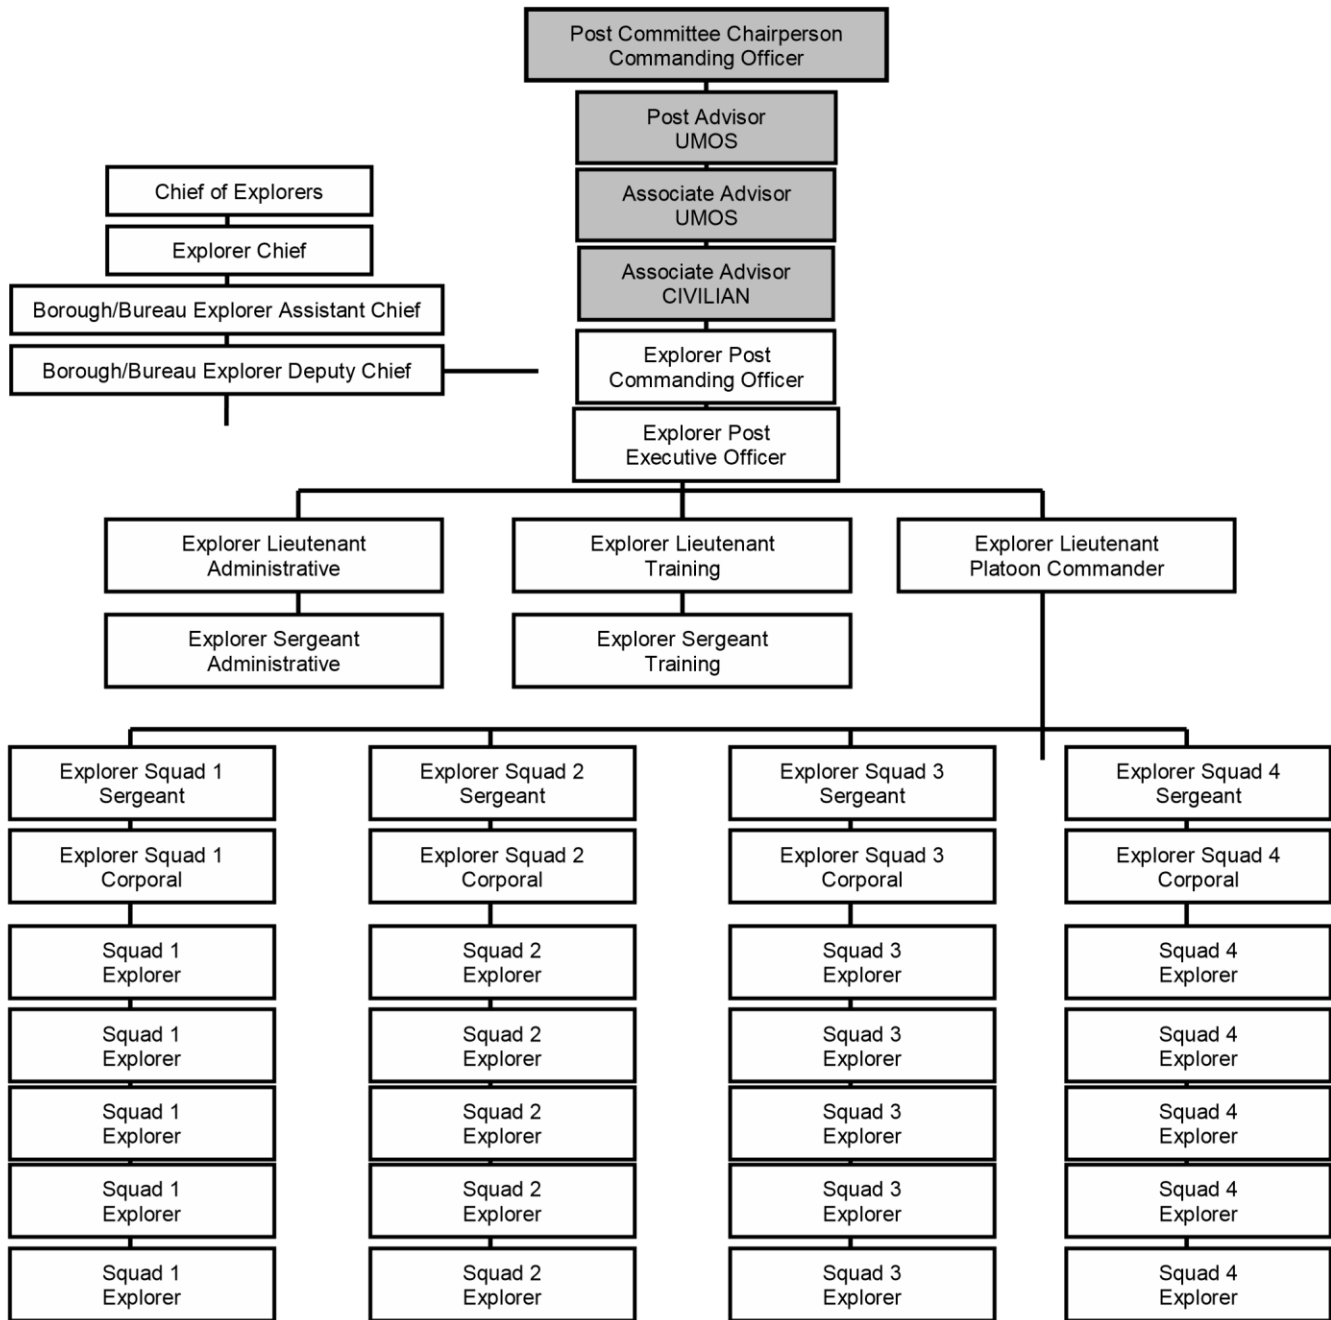 Post Committee Chairperson
Commanding Officer
Post Advisor
UMOS
Associate Advisor
UMOS
Associate Advisor
CIVILIAN
Chief of Explorers
Explorer Chief
Borough/Bureau Explorer Assistant Chief
Borough/Bureau Explorer Deputy Chief
Explorer Post
Commanding Officer
Explorer Post
Executive Officer
Explorer Lieutenant
Administrative
Explorer Lieutenant
Training
Explorer Lieutenant
Platoon Commander
Explorer Sergeant
Administrative
Explorer Sergeant
Training
Explorer Squad 1
Sergeant
Explorer Squad 2
Sergeant
Explorer Squad 3
Sergeant
Explorer Squad 4
Sergeant
Explorer Squad 1
Corporal
Explorer Squad 2
Corporal
Explorer Squad 3
Corporal
Explorer Squad 4
Corporal
Squad 1
Explorer
Squad 2
Explorer
Squad 3
Explorer
Squad 4
Explorer
Squad 1
Explorer
Squad 2
Explorer
Squad 3
Explorer
Squad 4
Explorer
Squad 1
Explorer
Squad 2
Explorer
Squad 3
Explorer
Squad 4
Explorer
Squad 1
Explorer
Squad 2
Explorer
Squad 3
Explorer
Squad 4
Explorer
Squad 1
Explorer
Squad 2
Explorer
Squad 3
Explorer
Squad 4
Explorer